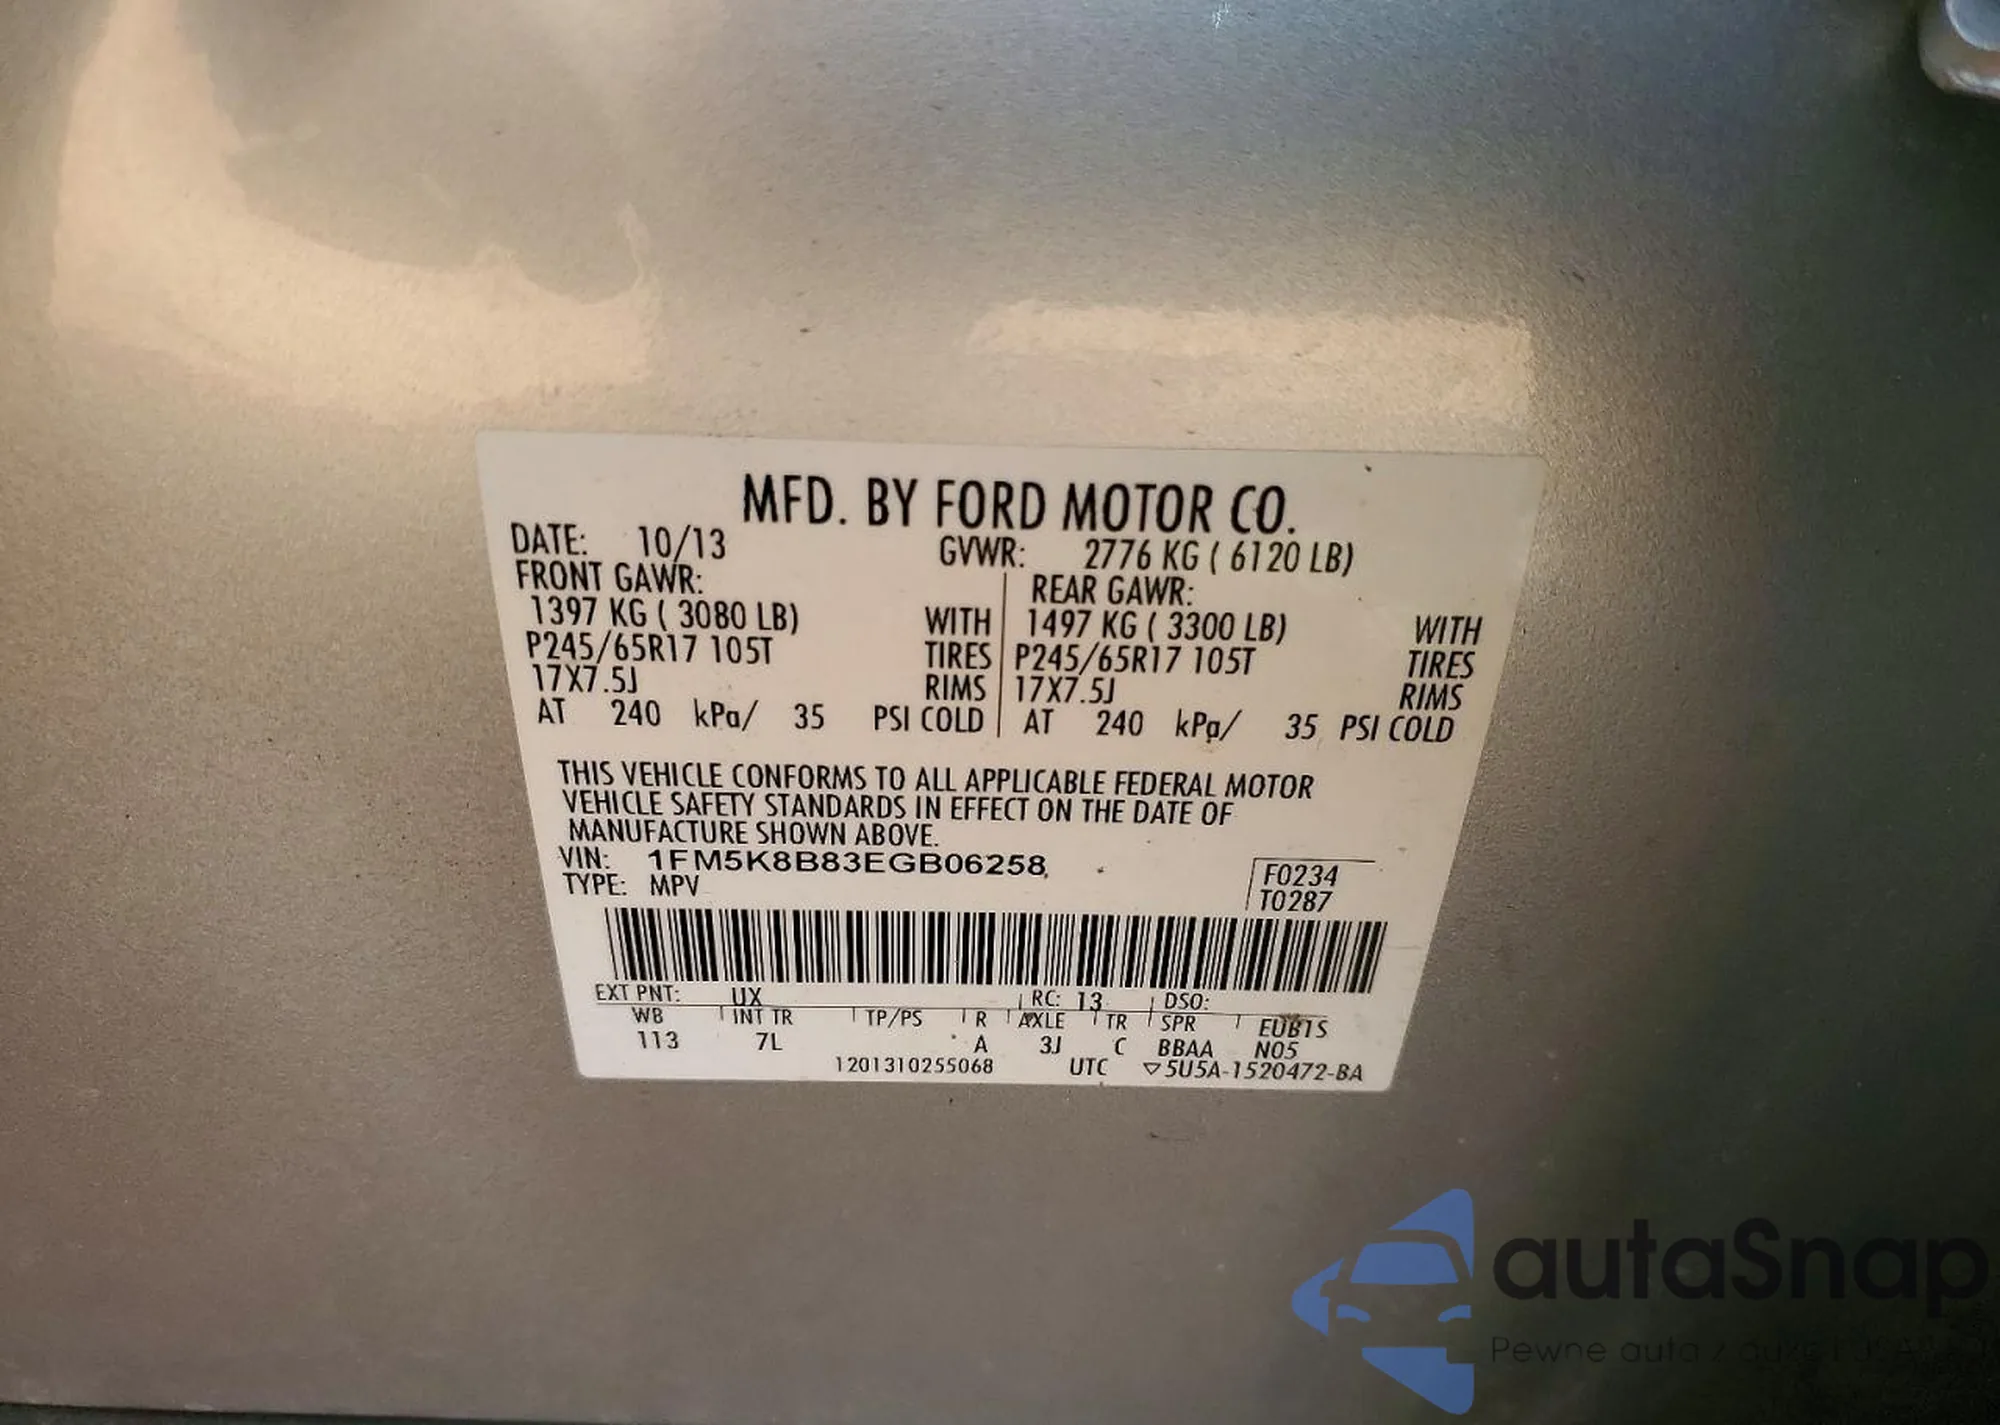 MFD. BY FORD MOTOR CO.
DATE: 10/13 GVWR: 2776 KG ( 6120 LB)
FRONT GAWR: REAR GAWR:
1397 KG ( 3080 LB) WITH 1497 KG ( 3300 LB) WITH
P245/65R17 105T TIRES P245/65R17 105T TIRES
17X7.5J RIMS 17X7.5J RIMS
AT 240 kPa/ 35 PSI COLD AT 240 kPa/ 35 PSI COLD
THIS VEHICLE CONFORMS TO ALL APPLICABLE FEDERAL MOTOR
VEHICLE SAFETY STANDARDS IN EFFECT ON THE DATE OF
MANUFACTURE SHOWN ABOVE.
VIN: 1FM5K8B83EGB06258
TYPE: MPV
F0234
T0287
EXT PNT: UX RC: 13 DSO:
WB INT TR TP/PS R AXLE TR SPR EUB1S
113 7L A 3J C BBAA N05
1201310255068 UTC ▽5U5A-1520472-BA
autaSnap
Pewne auta z